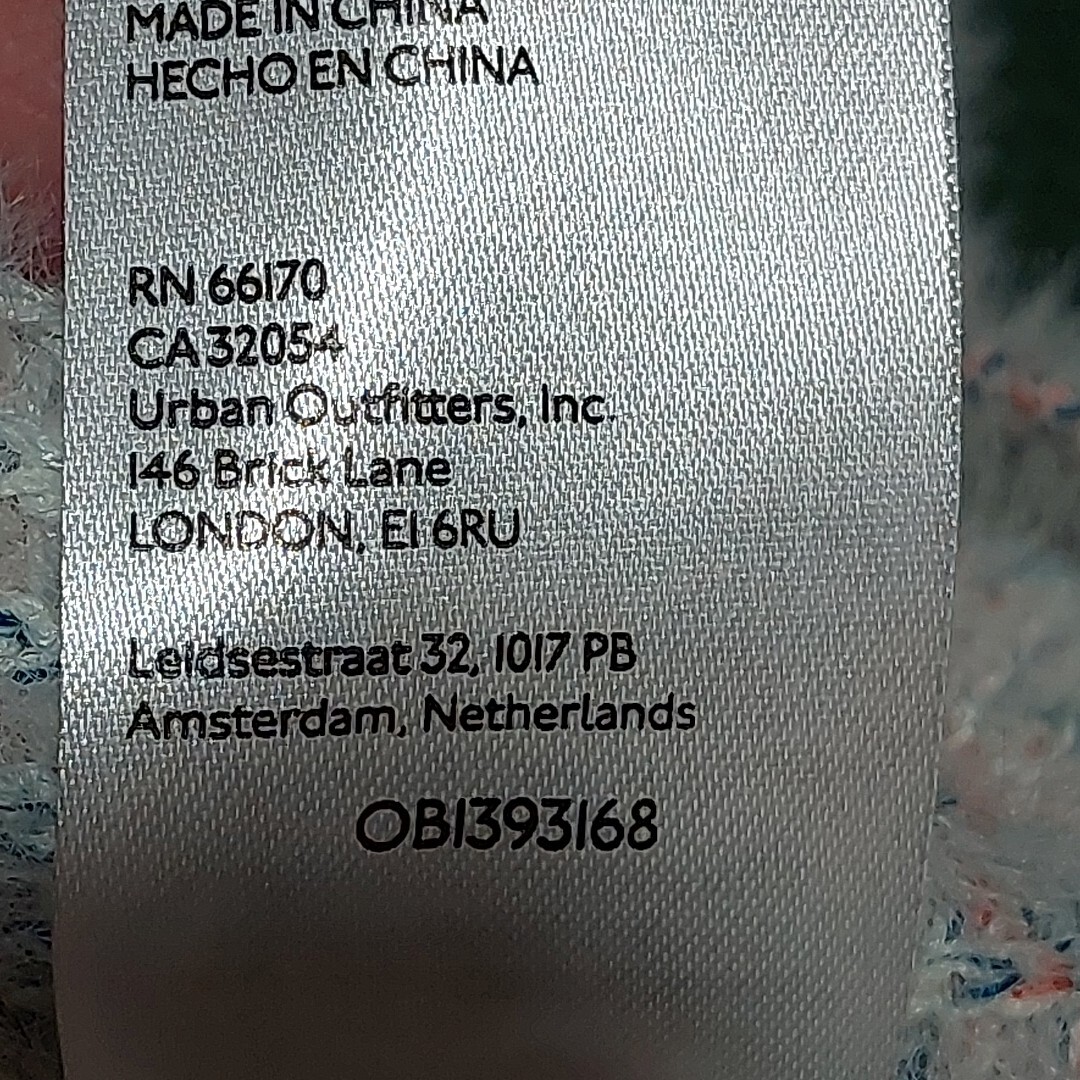 MADE IN CHINA
HECHO EN CHINA
RN 66170
CA 32054
Urban Outfitters, Inc.
146 Brick Lane
LONDON, E1 6RU
Leidsestraat 32, 1017 PB
Amsterdam, Netherlands
OB1393168